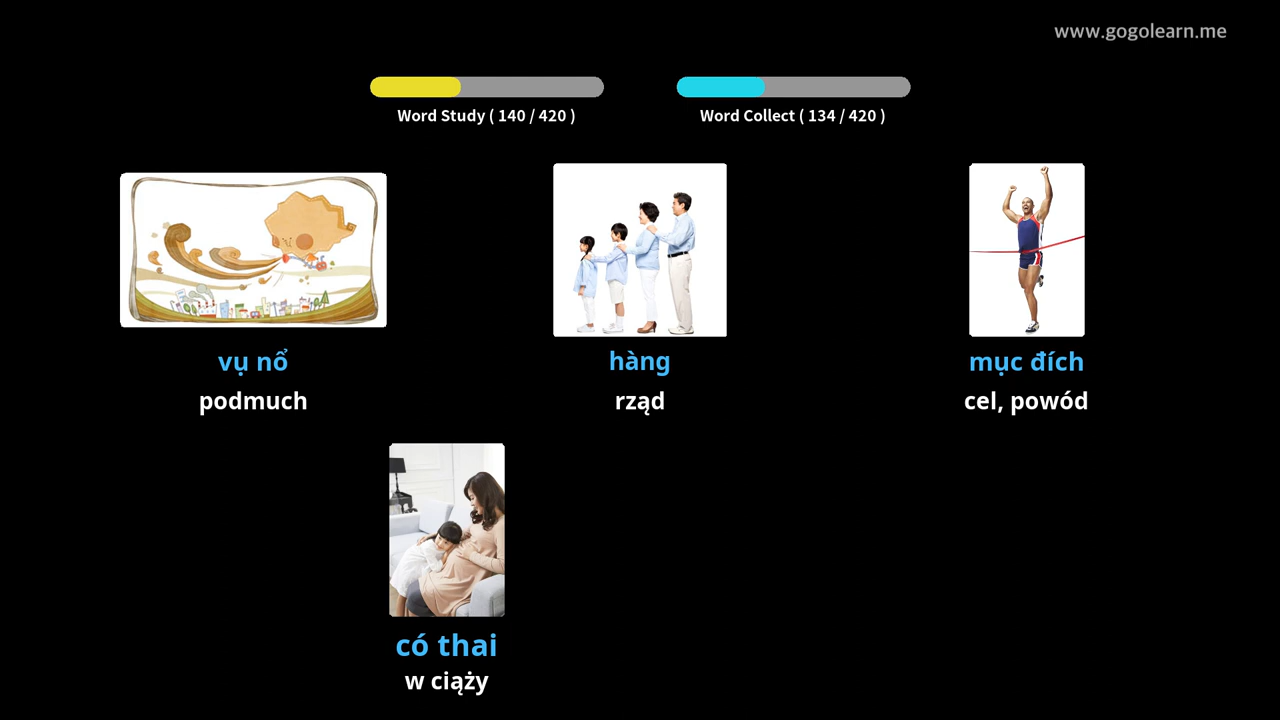 www.gogolearn.me
Word Study ( 140 / 420 )
Word Collect ( 134 / 420 )
vụ nổ
hàng
mục đích
podmuch
rząd
cel, powód
có thai
w ciąży